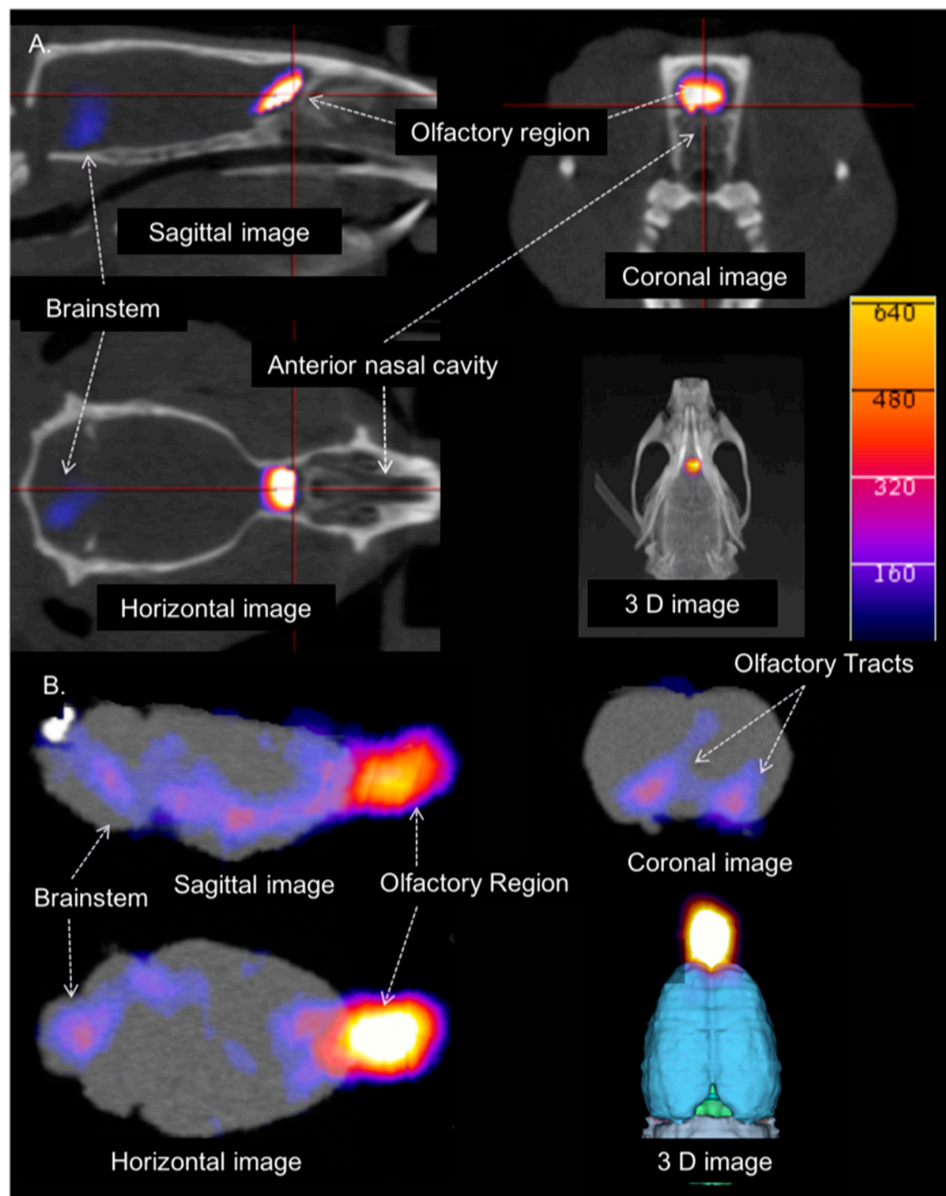 A.
Olfactory region
Sagittal image
Coronal image
Brainstem
Anterior nasal cavity
640
480
320
160
Horizontal image
3 D image
B.
Olfactory Tracts
Sagittal image
Olfactory Region
Coronal image
Brainstem
Horizontal image
3 D image